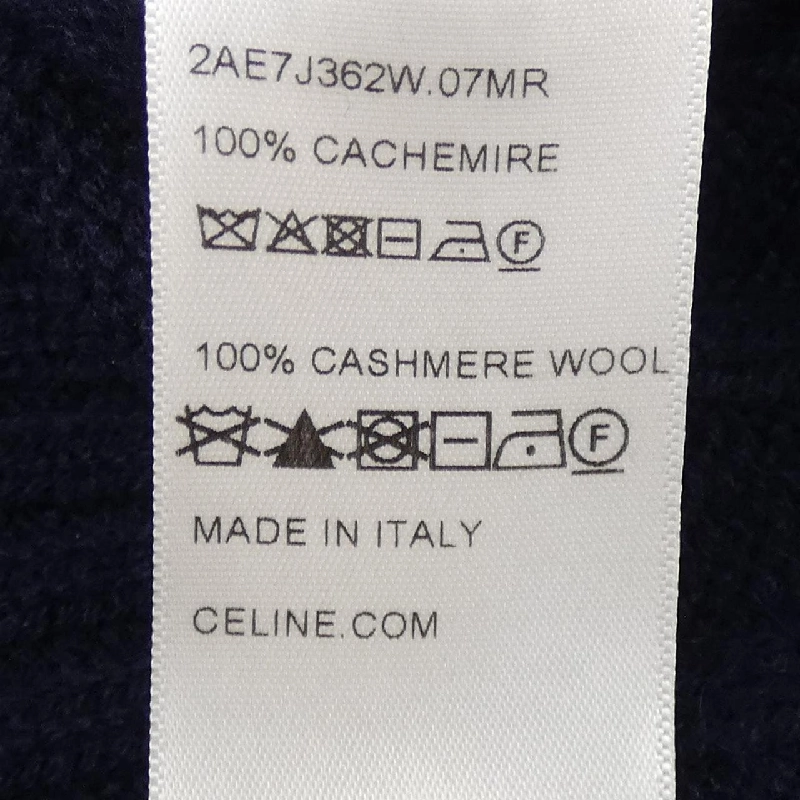 2AE7J362W.07MR
100% CACHEMIRE
F
100% CASHMERE WOOL
F
MADE IN ITALY
CELINE.COM